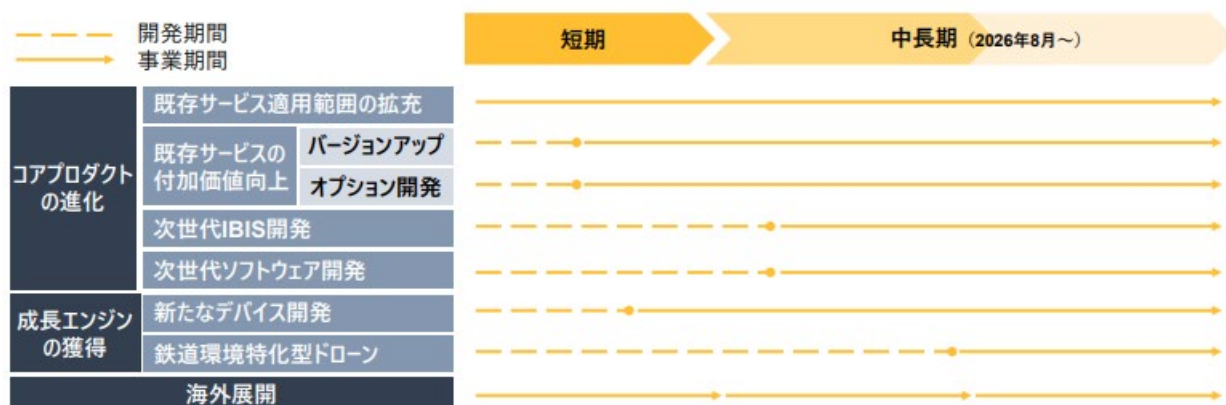 開発期間
事業期間
短期
中長期（2026年8月～）
コアプロダクト
の進化
既存サービス適用範囲の拡充
既存サービスの
付加価値向上
バージョンアップ
オプション開発
次世代IBIS開発
次世代ソフトウェア開発
成長エンジン
の獲得
新たなデバイス開発
鉄道環境特化型ドローン
海外展開